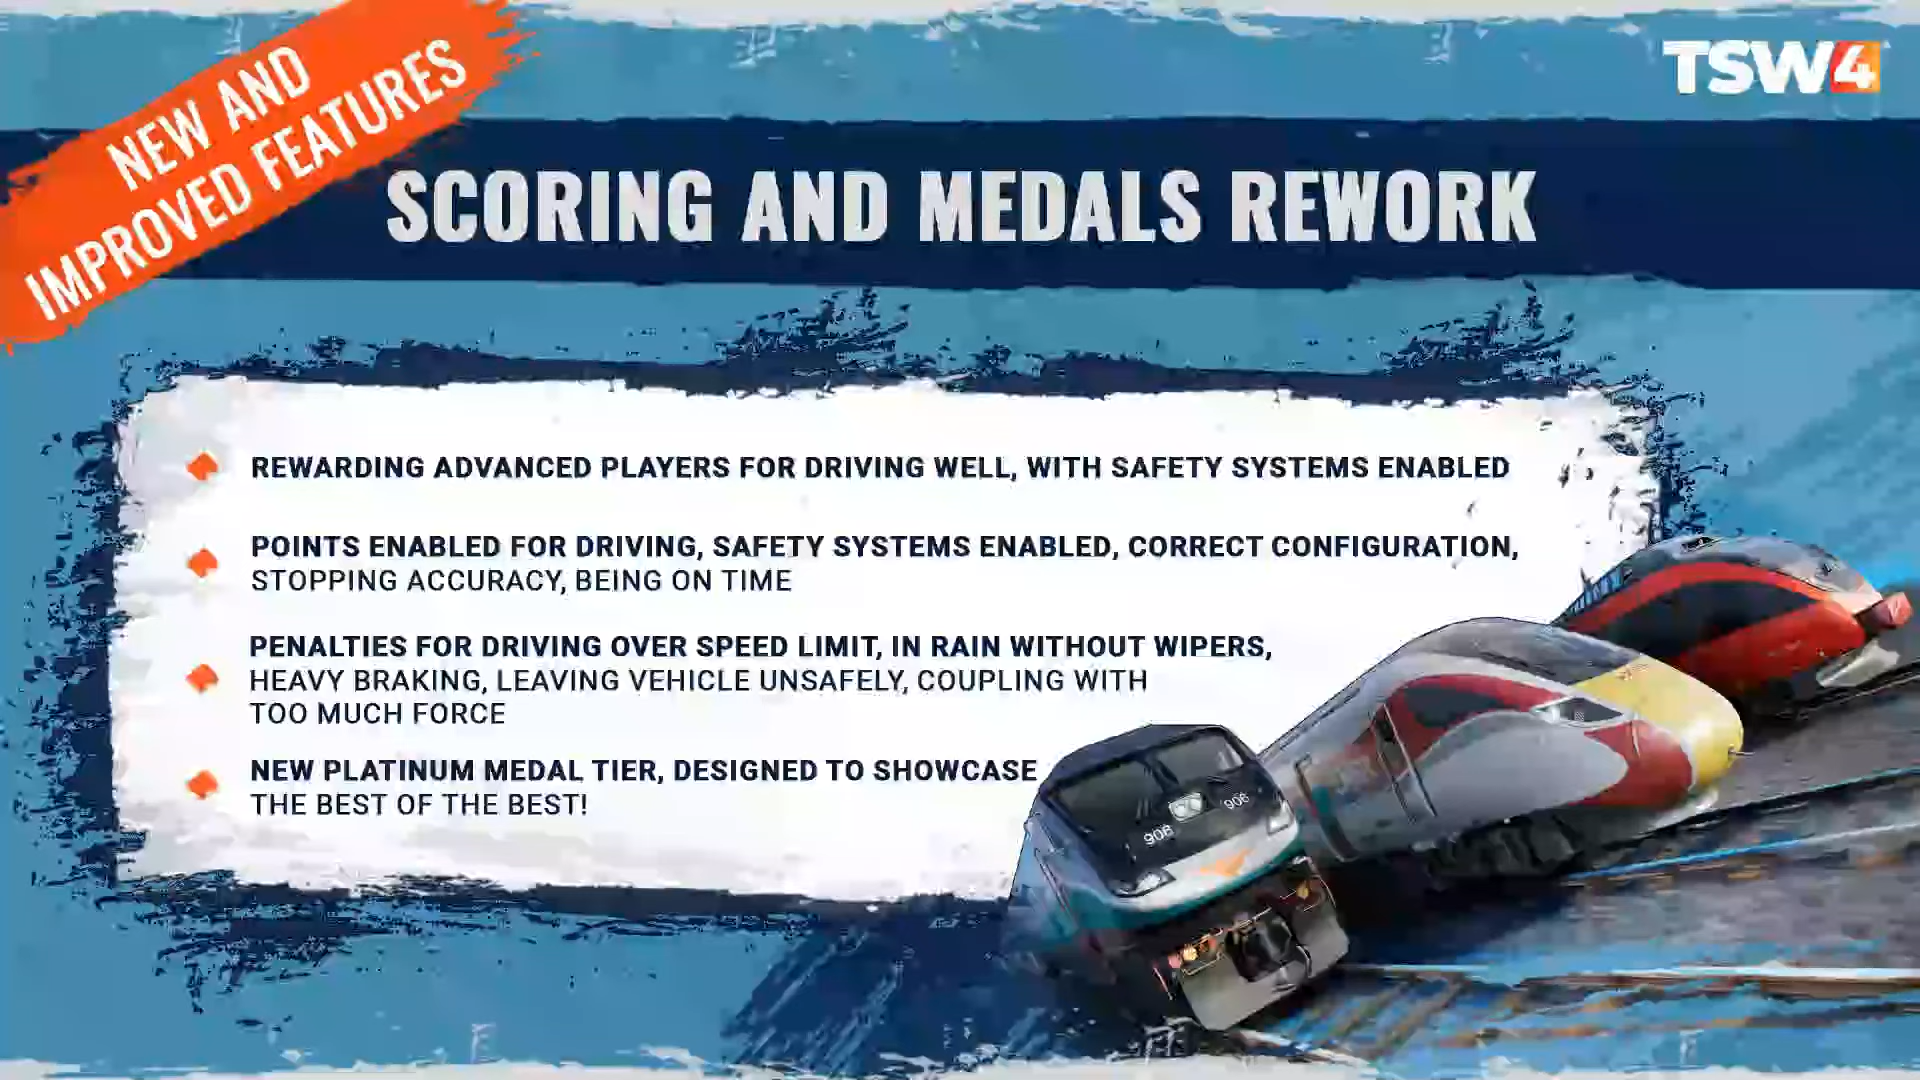 NEW AND
IMPROVED FEATURES
TSW4
SCORING AND MEDALS REWORK
REWARDING ADVANCED PLAYERS FOR DRIVING WELL, WITH SAFETY SYSTEMS ENABLED
POINTS ENABLED FOR DRIVING, SAFETY SYSTEMS ENABLED, CORRECT CONFIGURATION,
STOPPING ACCURACY, BEING ON TIME
PENALTIES FOR DRIVING OVER SPEED LIMIT, IN RAIN WITHOUT WIPERS,
HEAVY BRAKING, LEAVING VEHICLE UNSAFELY, COUPLING WITH
TOO MUCH FORCE
NEW PLATINUM MEDAL TIER, DESIGNED TO SHOWCASE
THE BEST OF THE BEST!
906
906